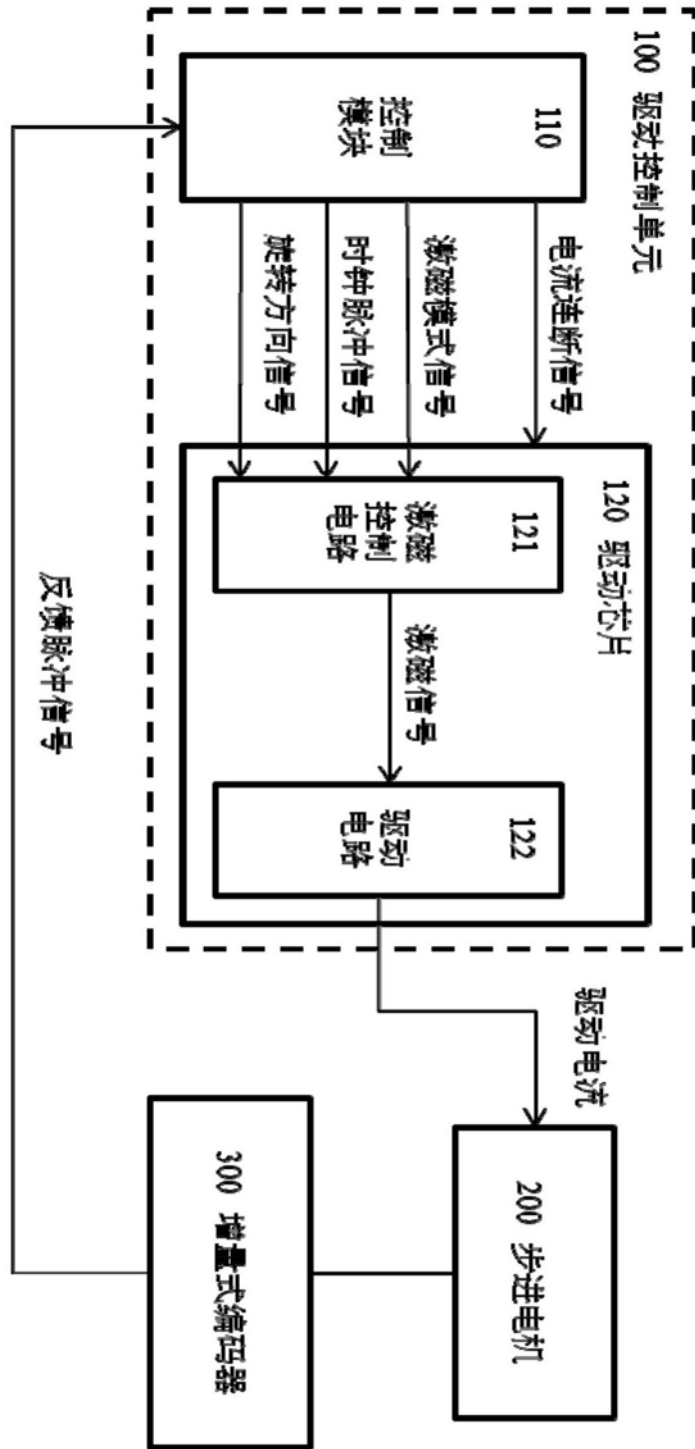 100 驱动控制单元
110
控制
模块
电流连断信号
激磁模式信号
时钟脉冲信号
旋转方向信号
120 驱动芯片
121
激磁
控制
电路
激磁信号
122
驱动
电路
驱动电流
200 步进电机
300 增量式编码器
反馈脉冲信号